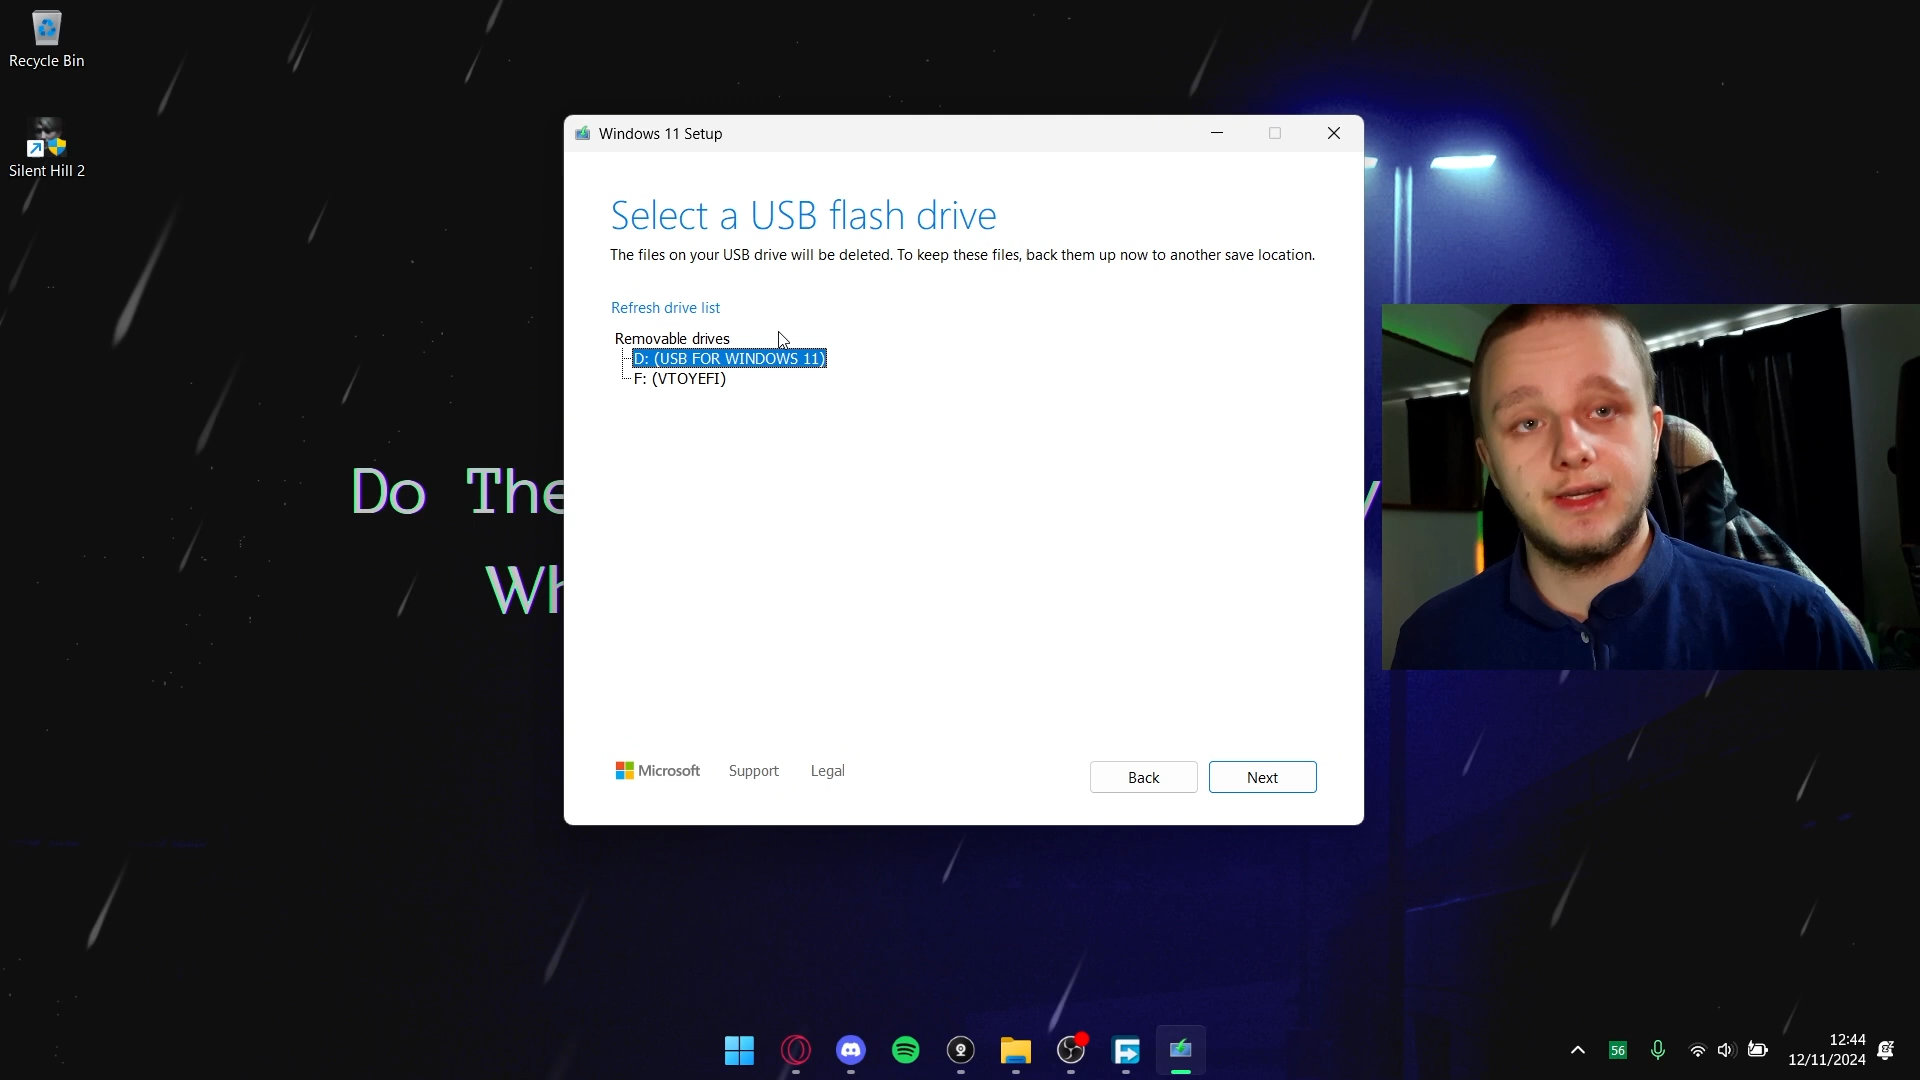 Recycle Bin
Silent Hill 2
Windows 11 Setup
Select a USB flash drive
The files on your USB drive will be deleted. To keep these files, back them up now to another save location.
Refresh drive list
Removable drives
D: (USB FOR WINDOWS 11)
F: (VTOYEFI)
Do The
y
Wh
Microsoft
Support
Legal
Back
Next
56
12:44
12/11/2024